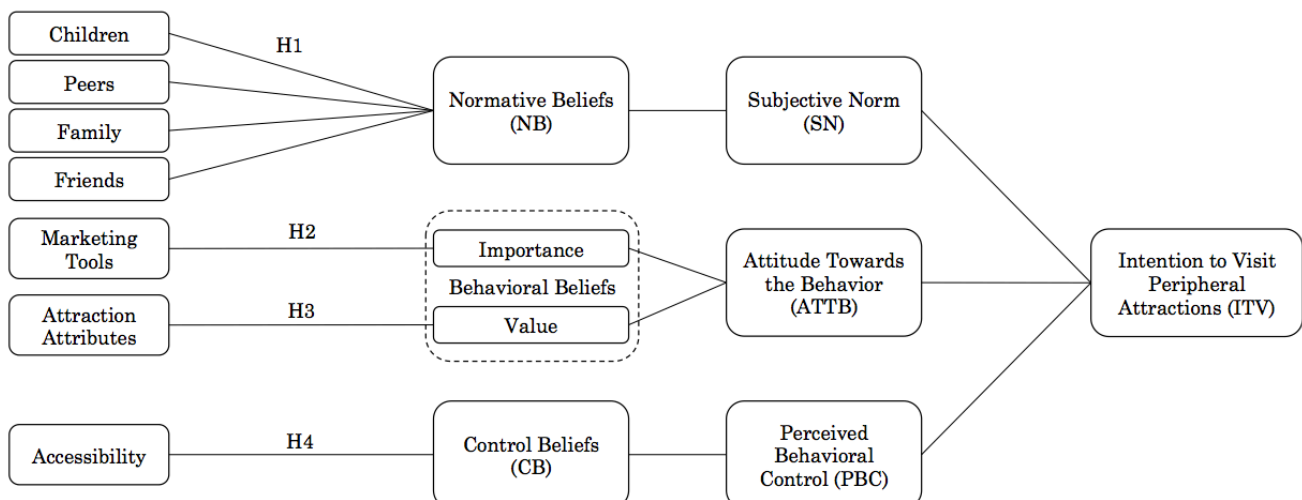 Children
H1
Peers
Family
Friends
Normative Beliefs
(NB)
Subjective Norm
(SN)
Marketing
Tools
H2
Importance
Behavioral Beliefs
Value
Attraction
Attributes
H3
Attitude Towards
the Behavior
(ATTB)
Intention to Visit
Peripheral
Attractions (ITV)
Accessibility
H4
Control Beliefs
(CB)
Perceived
Behavioral
Control (PBC)